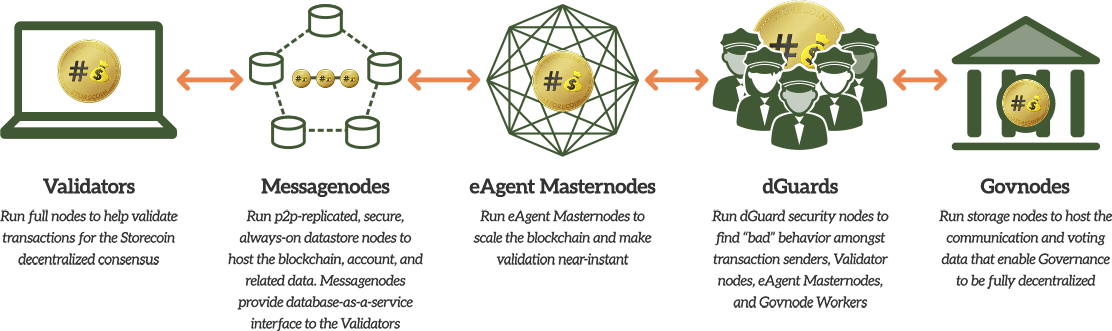 STORECOIN
Validators
Run full nodes to help validate
transactions for the Storecoin
decentralized consensus
Messagenodes
Run p2p-replicated, secure,
always-on datastore nodes to
host the blockchain, account, and
related data. Messagenodes
provide database-as-a-service
interface to the Validators
STORECOIN
eAgent Masternodes
Run eAgent Masternodes to
scale the blockchain and make
validation near-instant
STORECOIN
dGuards
Run dGuard security nodes to
find “bad” behavior amongst
transaction senders, Validator
nodes, eAgent Masternodes,
and Govnode Workers
STORECOIN
Govnodes
Run storage nodes to host the
communication and voting
data that enable Governance
to be fully decentralized